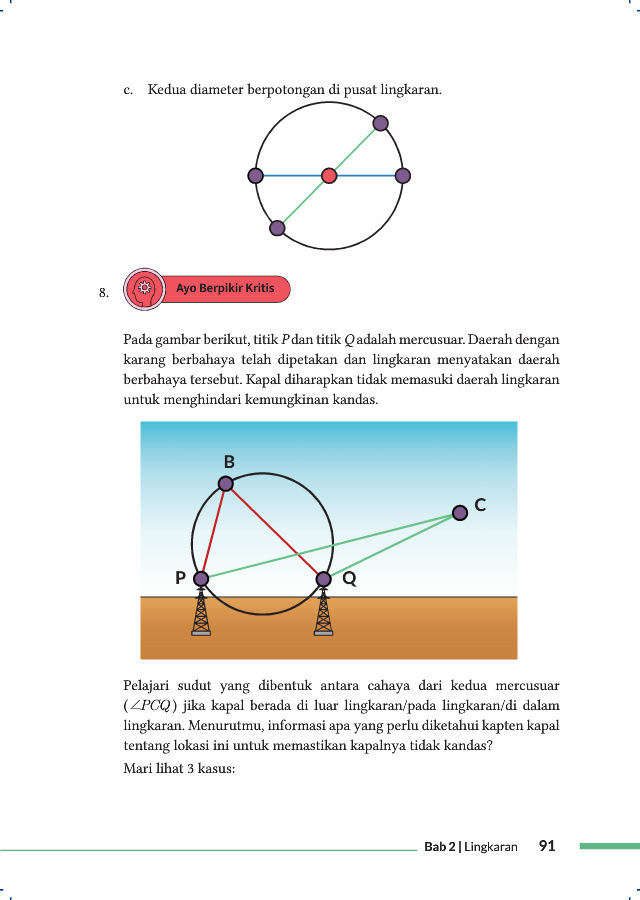 c. Kedua diameter berpotongan di pusat lingkaran.
8. Ayo Berpikir Kritis
Pada gambar berikut, titik P dan titik Q adalah mercusuar. Daerah dengan
karang berbahaya telah dipetakan dan lingkaran menyatakan daerah
berbahaya tersebut. Kapal diharapkan tidak memasuki daerah lingkaran
untuk menghindari kemungkinan kandas.
B
C
P
Q
Pelajari sudut yang dibentuk antara cahaya dari kedua mercusuar
(∠PCQ) jika kapal berada di luar lingkaran/pada lingkaran/di dalam
lingkaran. Menurutmu, informasi apa yang perlu diketahui kapten kapal
tentang lokasi ini untuk memastikan kapalnya tidak kandas?
Mari lihat 3 kasus:
Bab 2 | Lingkaran 91